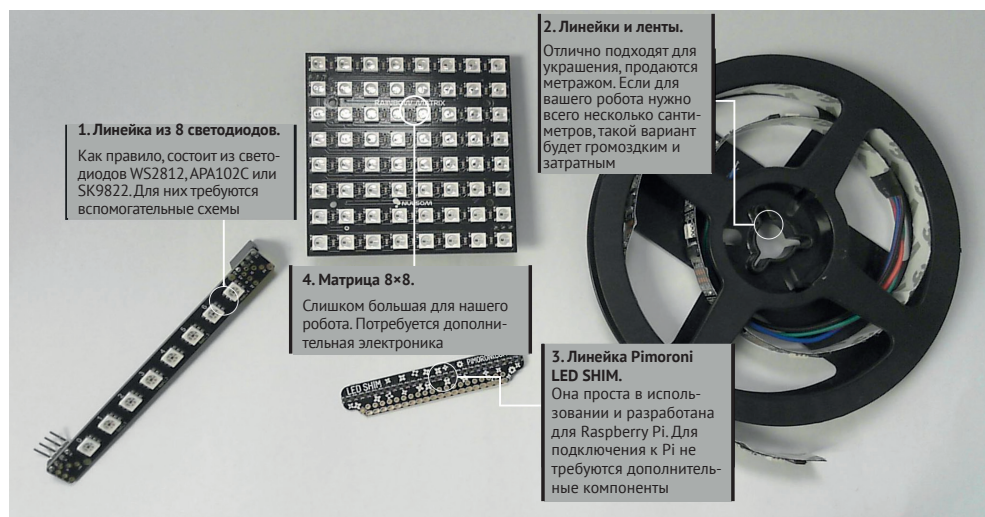 1. Линейка из 8 светодиодов.
Как правило, состоит из свето-
диодов WS2812, APA102C или
SK9822. Для них требуются
вспомогательные схемы
2. Линейки и ленты.
Отлично подходят для
украшения, продаются
метражом. Если для
вашего робота нужно
всего несколько санти-
метров, такой вариант
будет громоздким и
затратным
4. Матрица 8×8.
Слишком большая для нашего
робота. Потребуется дополни-
тельная электроника
3. Линейка Pimoroni
LED SHIM.
Она проста в исполь-
зовании и разработана
для Raspberry Pi. Для
подключения к Pi не
требуются дополнитель-
ные компоненты
LED SHIM